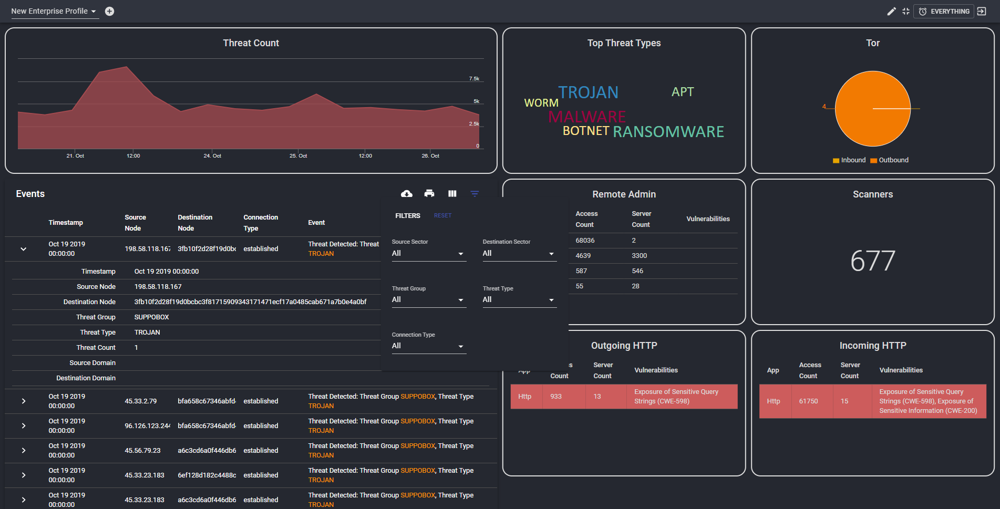 New Enterprise Profile
EVERYTHING
Threat Count
7.5k
5k
2.5k
0
21. Oct
12:00
24. Oct
25. Oct
12:00
26. Oct
Top Threat Types
TROJAN
APT
WORM
MALWARE
BOTNET
RANSOMWARE
Tor
4
Inbound
Outbound
Events
Timestamp
Source
Node
Destination
Node
Connection
Type
Event
Oct 19 2019
00:00:00
198.58.118.167
3fb10f2d28f19d0bc
established
Threat Detected: Threat
TROJAN
Timestamp Oct 19 2019 00:00:00
Source Node 198.58.118.167
Destination Node 3fb10f2d28f19d0bcbc3f81715909343171471ecf17a0485cab671a7b0e4a0bf
Threat Group SUPPOBOX
Threat Type TROJAN
Threat Count 1
Source Domain
Destination Domain
Oct 19 2019
00:00:00
45.33.2.79
bfa658c67346abfd
established
Threat Detected: Threat Group SUPPOBOX, Threat Type
TROJAN
Oct 19 2019
00:00:00
96.126.123.244
bfa658c67346abfd
established
Threat Detected: Threat Group SUPPOBOX, Threat Type
TROJAN
Oct 19 2019
00:00:00
45.56.79.23
a6c3cd6a0f446db6
established
Threat Detected: Threat Group SUPPOBOX, Threat Type
TROJAN
Oct 19 2019
00:00:00
45.33.23.183
6ef128d182c4488c
established
Threat Detected: Threat Group SUPPOBOX, Threat Type
TROJAN
Oct 19 2019
00:00:00
45.33.23.183
a6c3cd6a0f446db6
established
Threat Detected: Threat Group SUPPOBOX, Threat Type
TROJAN
FILTERS
RESET
Source Sector
All
Destination Sector
All
Threat Group
All
Threat Type
All
Connection Type
All
Remote Admin
Access
Count
Server
Count
Vulnerabilities
68036 2
4639 3300
587 546
55 28
Scanners
677
Outgoing HTTP
App
s
Count
Server
Count
Vulnerabilities
Http
933
13
Exposure of Sensitive Query
Strings (CWE-598)
Incoming HTTP
App
Access
Count
Server
Count
Vulnerabilities
Http
61750
15
Exposure of Sensitive Query
Strings (CWE-598), Exposure of
Sensitive Information (CWE-200)